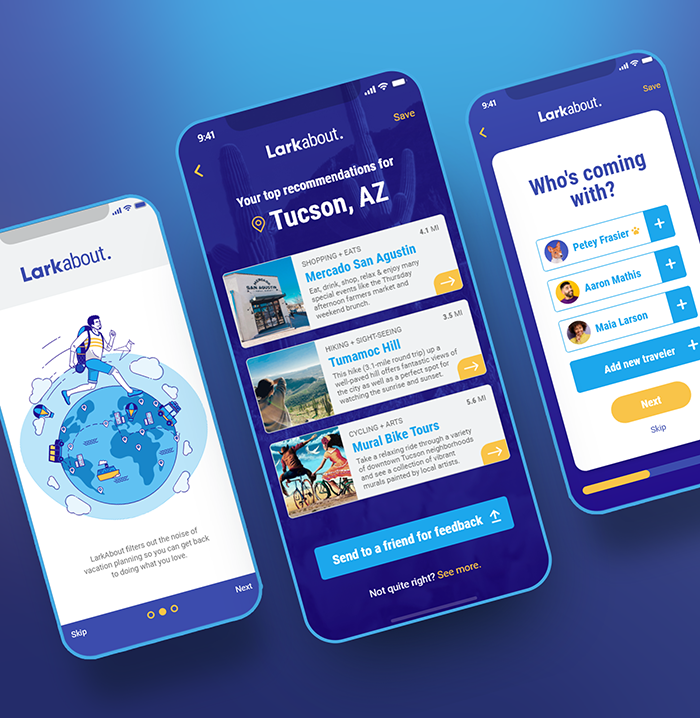 Larkabout.
LarkAbout filters out the noise of
vacation planning so you can get back
to doing what you love.
Skip
Next
9:41
Save
Larkabout.
Your top recommendations for
Tucson, AZ
4.1 MI
SHOPPING + EATS
Mercado San Agustin
Eat, drink, shop, relax & enjoy many
special events like the Thursday
afternoon farmers market and
weekend brunch.
SAN AGUSTIN
3.5 MI
HIKING + SIGHT-SEEING
Tumamoc Hill
This hike (3.1-mile round trip) up a
well-paved hill offers fantastic views of
the city as well as a perfect spot for
watching the sunrise and sunset.
5.6 MI
CYCLING + ARTS
Mural Bike Tours
Take a relaxing ride through a variety
of downtown Tucson neighborhoods
and see a collection of vibrant
murals painted by local artists.
Send to a friend for feedback
Not quite right? See more.
9:41
Save
Larkabout.
Who's coming
with?
Petey Frasier
+
Aaron Mathis
+
Maia Larson
+
Add new traveler +
Next
Skip